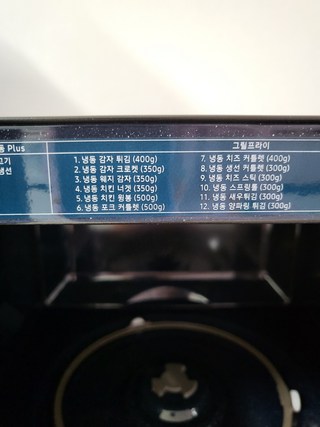 Plus
고기
생선
그릴프라이
1. 냉동 감자 튀김 (400g)
2. 냉동 감자 크로켓 (350g)
3. 냉동 웨지 감자 (350g)
4. 냉동 치킨 너겟 (350g)
5. 냉동 치킨 윙봉 (500g)
6. 냉동 포크 커틀렛 (500g)
7. 냉동 치즈 커틀렛 (400g)
8. 냉동 생선 커틀렛 (300g)
9. 냉동 치즈 스틱 (300g)
10. 냉동 스프링롤 (300g)
11. 냉동 새우튀김 (300g)
12. 냉동 양파링 튀김 (300g)